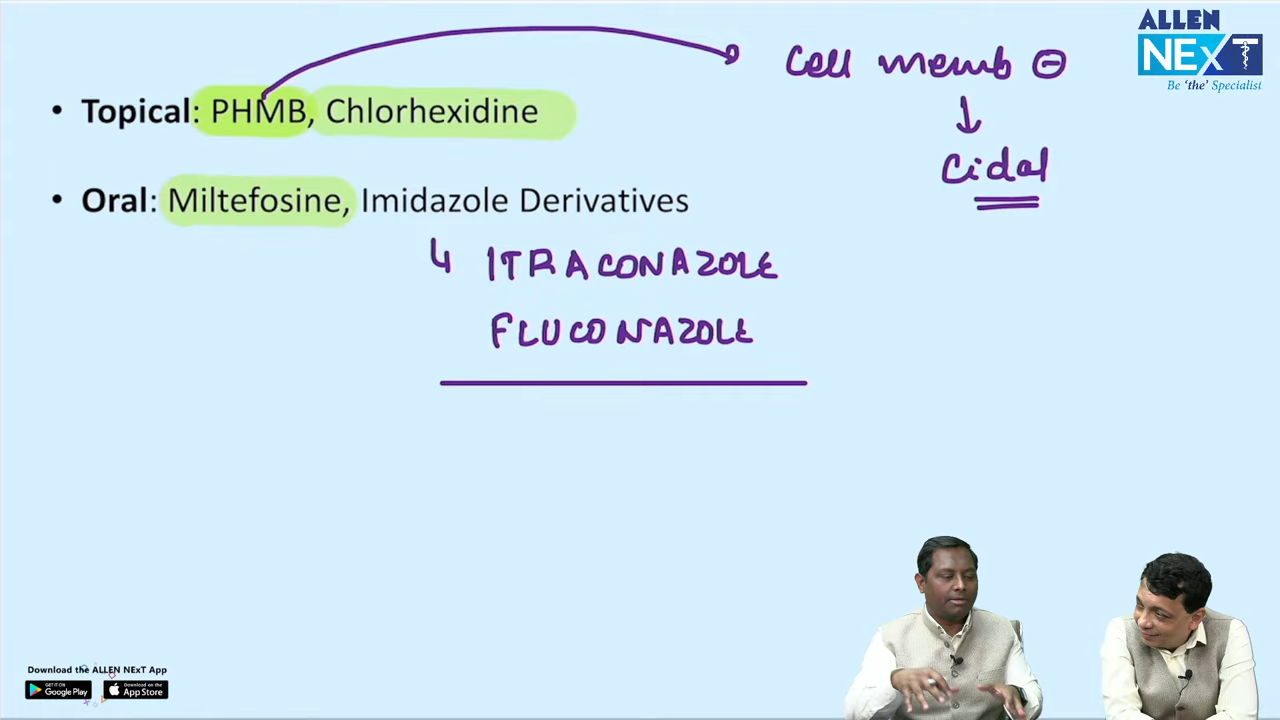 ALLEN
NExT
Be 'the' Specialist
Cell memb ⊖
↓
Cidal
• Topical: PHMB, Chlorhexidine
• Oral: Miltefosine, Imidazole Derivatives
↳ ITRACONAZOLE
FLUCONAZOLE
Download the ALLEN NExT App
GET IT ON
Google Play
Download on the
App Store